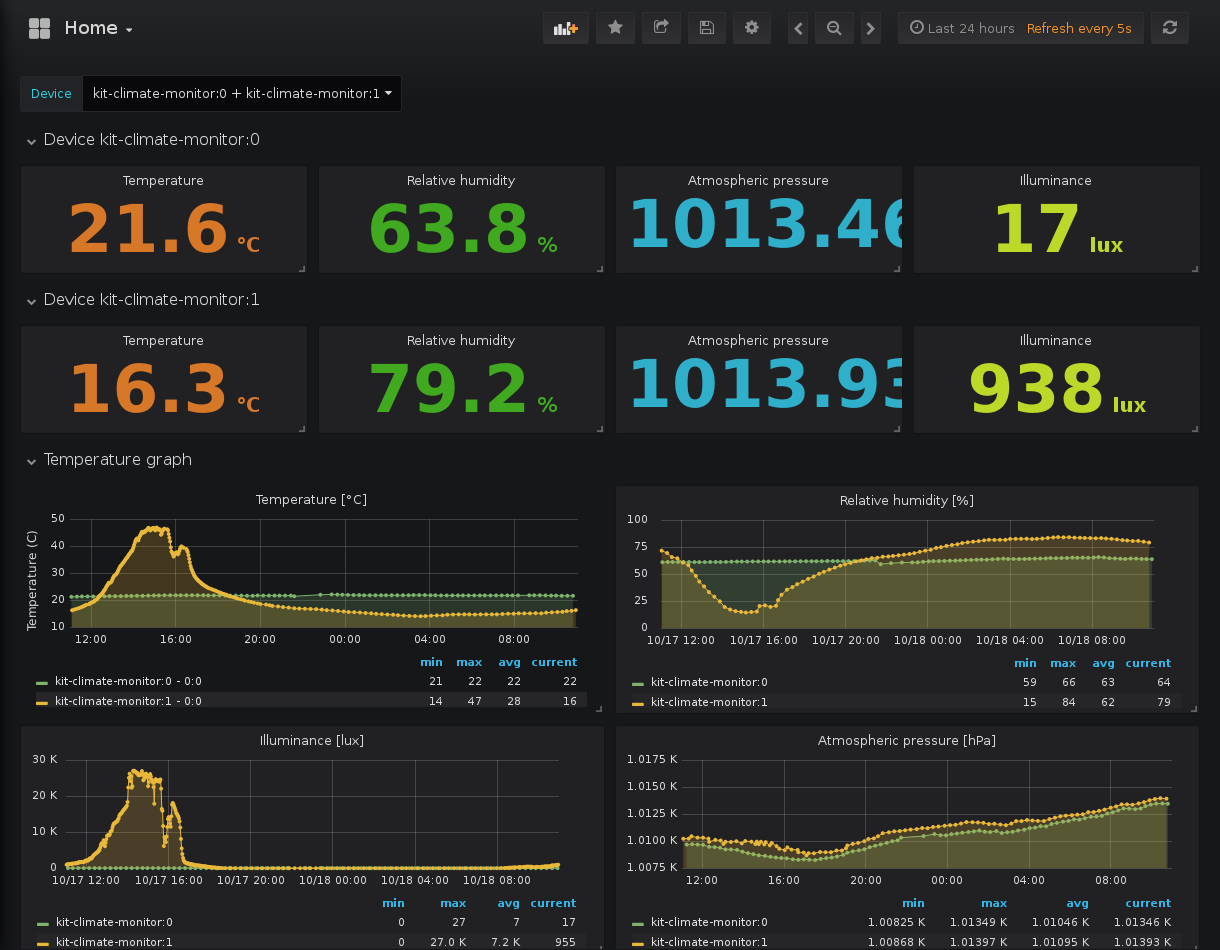 Home
Last 24 hours Refresh every 5s
Device kit-climate-monitor:0 + kit-climate-monitor:1
Device kit-climate-monitor:0
Temperature Relative humidity Atmospheric pressure Illuminance
21.6 °C 63.8 % 1013.46 17 lux
Device kit-climate-monitor:1
Temperature Relative humidity Atmospheric pressure Illuminance
16.3 °C 79.2 % 1013.93 938 lux
Temperature graph
Temperature [°C]
Temperature (C)
50
40
30
20
10
12:00 16:00 20:00 00:00 04:00 08:00
min max avg current
kit-climate-monitor:0 - 0:0 21 22 22 22
kit-climate-monitor:1 - 0:0 14 47 28 16
Relative humidity [%]
100
75
50
25
0
10/17 12:00 10/17 16:00 10/17 20:00 10/18 00:00 10/18 04:00 10/18 08:00
min max avg current
kit-climate-monitor:0 59 66 63 64
kit-climate-monitor:1 15 84 62 79
Illuminance [lux]
30 K
20 K
10 K
0
10/17 12:00 10/17 16:00 10/17 20:00 10/18 00:00 10/18 04:00 10/18 08:00
min max avg current
kit-climate-monitor:0 0 27 7 17
kit-climate-monitor:1 0 27.0 K 7.2 K 955
Atmospheric pressure [hPa]
1.0175 K
1.0150 K
1.0125 K
1.0100 K
1.0075 K
12:00 16:00 20:00 00:00 04:00 08:00
min max avg current
kit-climate-monitor:0 1.00825 K 1.01349 K 1.01046 K 1.01346 K
kit-climate-monitor:1 1.00868 K 1.01397 K 1.01095 K 1.01393 K